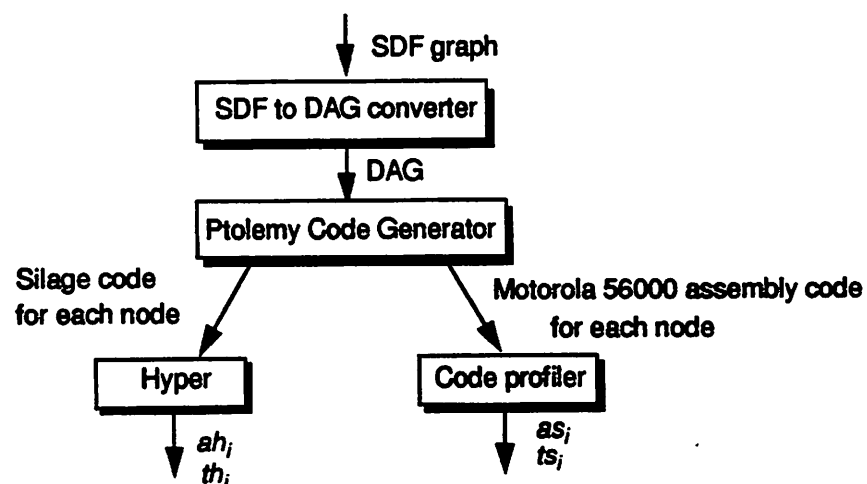 SDF graph
SDF to DAG converter
DAG
Ptolemy Code Generator
Silage code
for each node
Motorola 56000 assembly code
for each node
Hyper
Code profiler
ahi
thi
asi
tsi